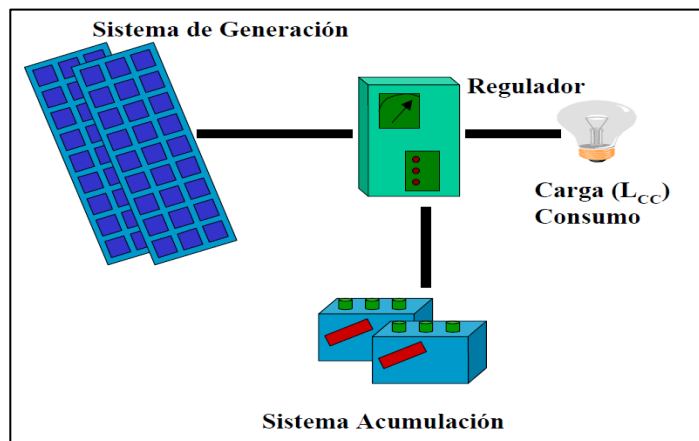 Sistema de Generación
Regulador
Carga (L_CC)
Consumo
Sistema Acumulación